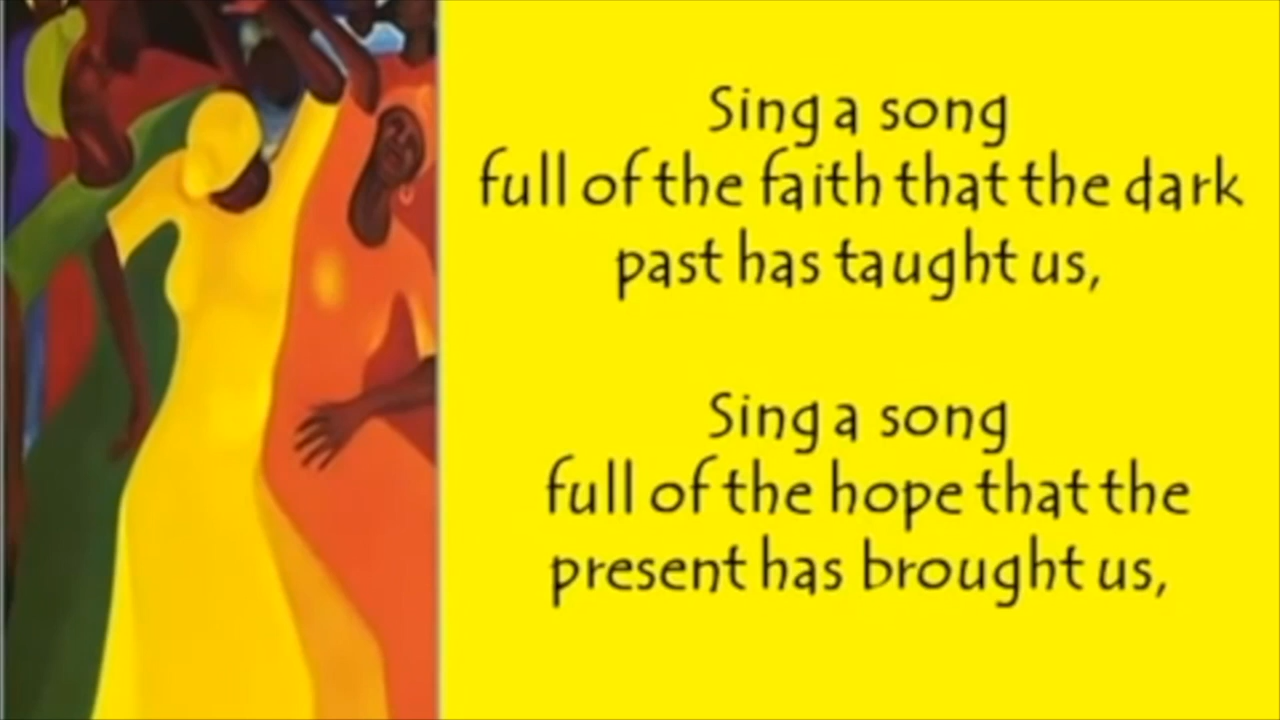 Sing a song
full of the faith that the dark
past has taught us,
Sing a song
full of the hope that the
present has brought us,